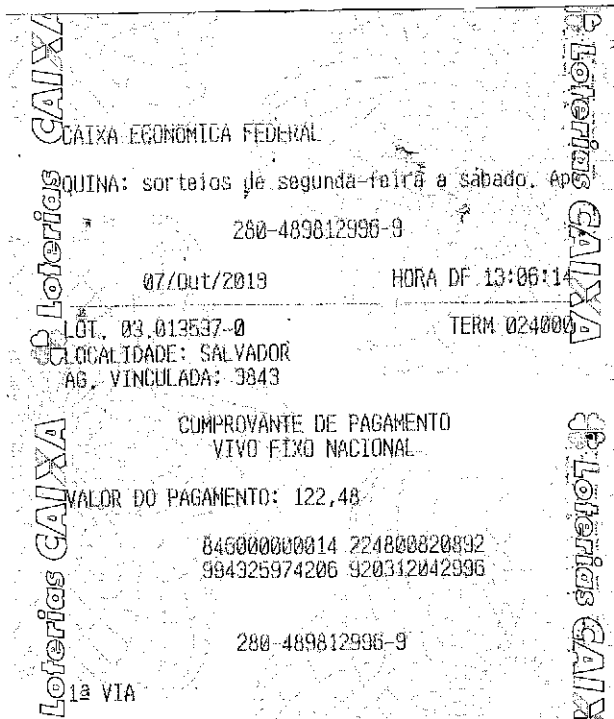 CAIXA ECONOMICA FEDERAL
QUINA: sorteios de segunda-feira a sábado. Apo
280-489812996-9
07/Out/2019 HORA DF 13:06:14
LOT. 03.013537-0 TERM 024000
LOCALIDADE: SALVADOR
AG. VINCULADA: 3843
COMPROVANTE DE PAGAMENTO
VIVO FIXO NACIONAL
VALOR DO PAGAMENTO: 122,48
846000000014 224800820892
994325974206 920312042996
280-489812996-9
1ª VIA
Loterias CAIXA
Loterias CAIXA
Loterias CAIXA
Loterias CAIXA